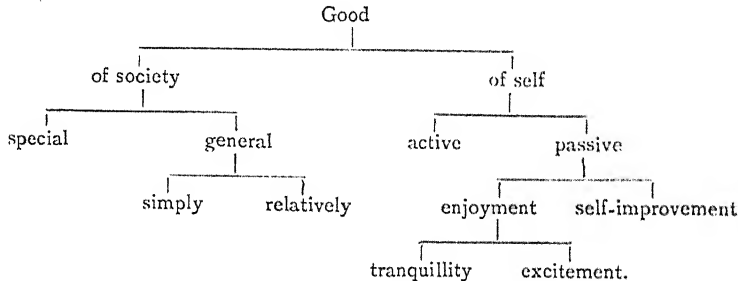 Good
of society of self
special general active passive
simply relatively enjoyment self-improvement
tranquillity excitement.